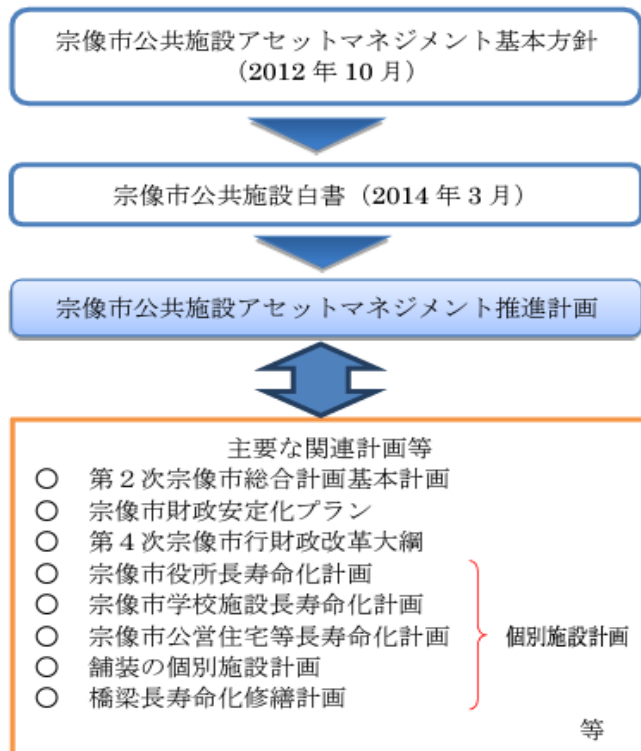 宗像市公共施設アセットマネジメント基本方針
（2012 年 10 月）
宗像市公共施設白書（2014 年 3 月）
宗像市公共施設アセットマネジメント推進計画
主要な関連計画等
○ 第２次宗像市総合計画基本計画
○ 宗像市財政安定化プラン
○ 第４次宗像市行財政改革大綱
○ 宗像市役所長寿命化計画
○ 宗像市学校施設長寿命化計画
○ 宗像市公営住宅等長寿命化計画
○ 舗装の個別施設計画
○ 橋梁長寿命化修繕計画
個別施設計画
等